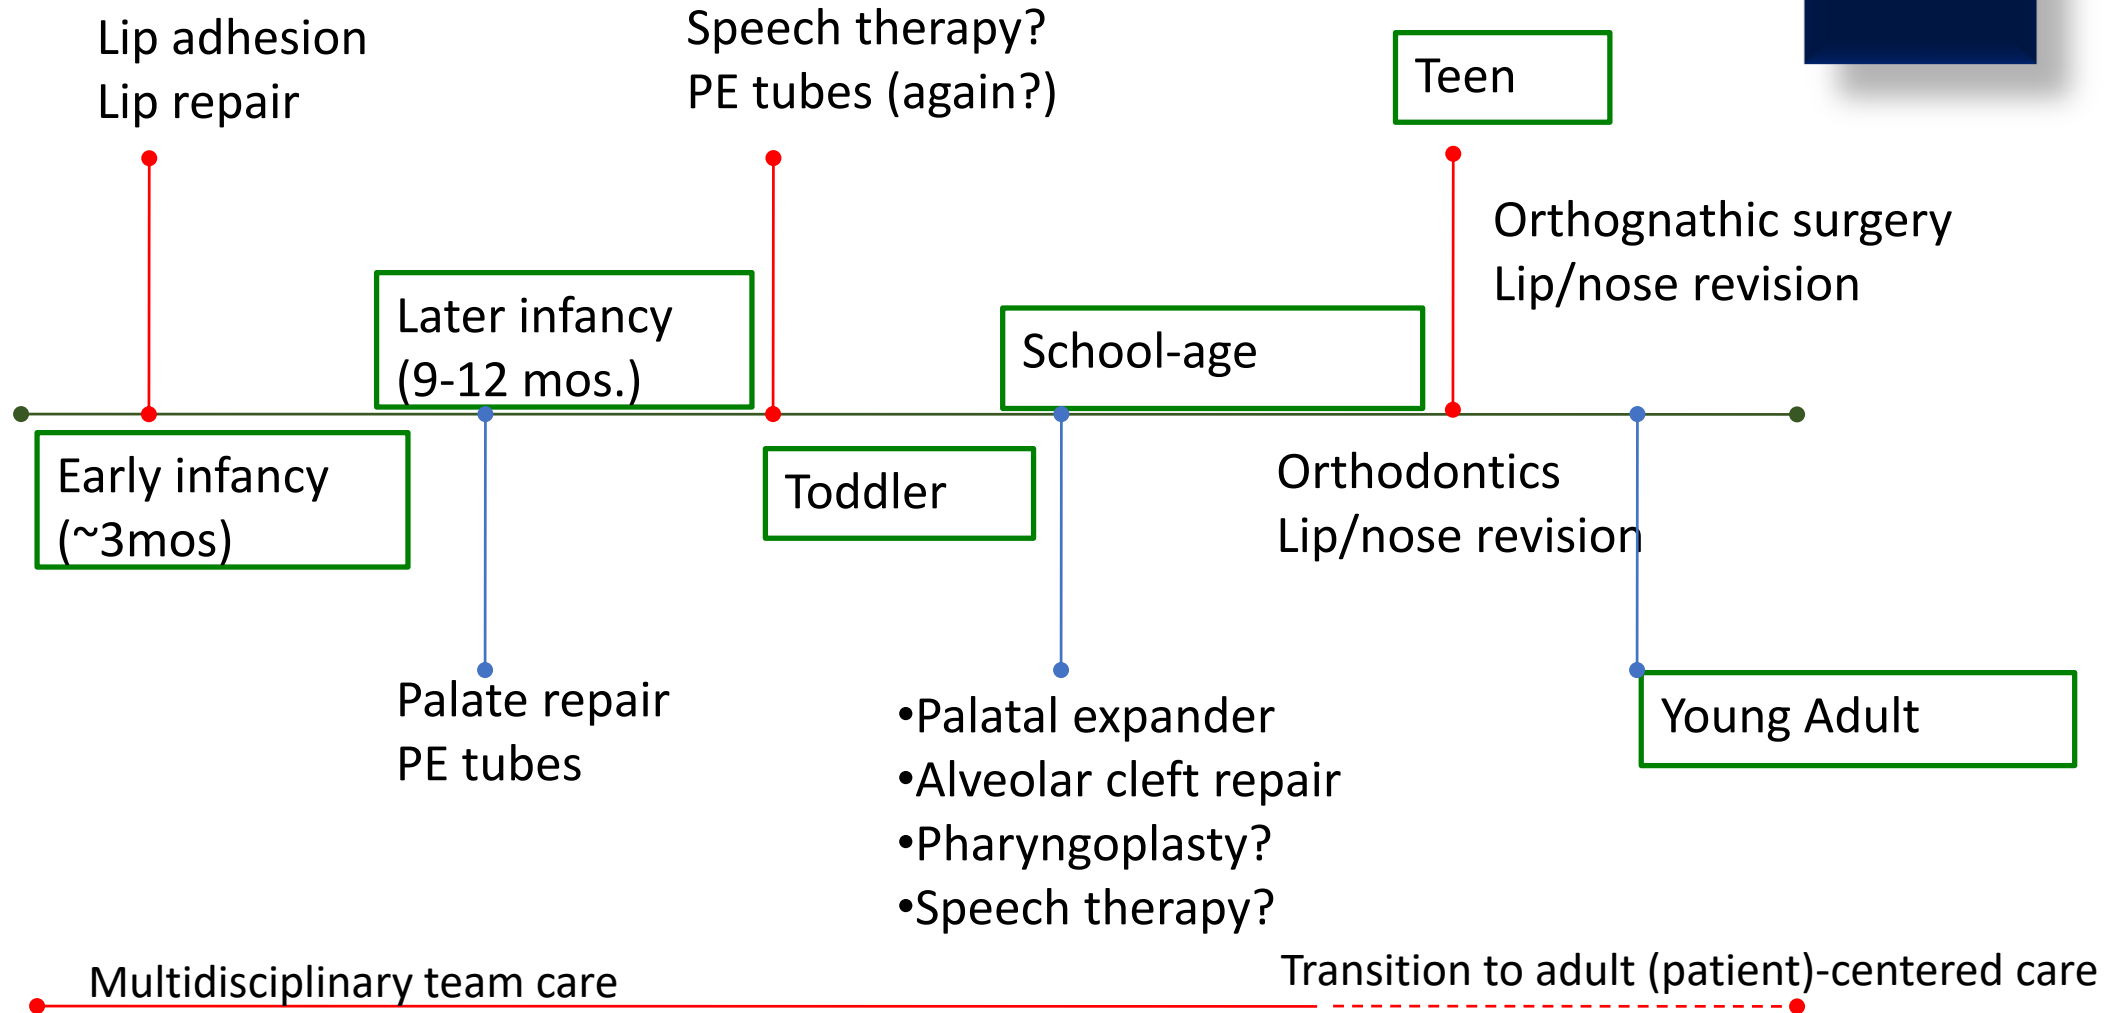 Lip adhesion
Lip repair
Speech therapy?
PE tubes (again?)
Teen
Orthognathic surgery
Lip/nose revision
Later infancy
(9-12 mos.)
School-age
Early infancy
(~3mos)
Toddler
Orthodontics
Lip/nose revision
Palate repair
PE tubes
•Palatal expander
•Alveolar cleft repair
•Pharyngoplasty?
•Speech therapy?
Young Adult
Multidisciplinary team care
Transition to adult (patient)-centered care